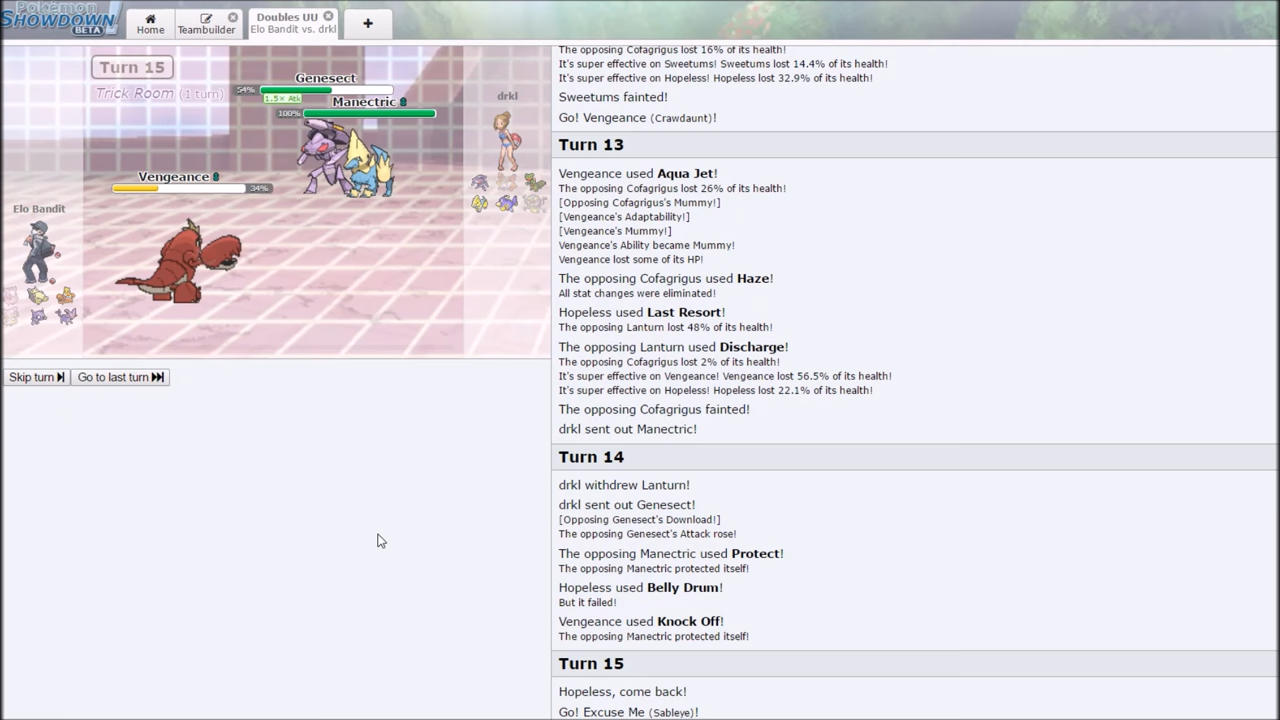 Pokémon
SHOWDOWN
BETA
Home
Teambuilder
Doubles UU
Elo Bandit vs. drkl
+
Turn 15
Trick Room (1 turn)
Genesect
54%
1.5× Atk
Manectric
100%
drkl
Vengeance
34%
Elo Bandit
Skip turn
Go to last turn
The opposing Cofagrigus lost 16% of its health!
It's super effective on Sweetums! Sweetums lost 14.4% of its health!
It's super effective on Hopeless! Hopeless lost 32.9% of its health!
Sweetums fainted!
Go! Vengeance (Crawdaunt)!
Turn 13
Vengeance used Aqua Jet!
The opposing Cofagrigus lost 26% of its health!
[Opposing Cofagrigus's Mummy!]
[Vengeance's Adaptability!]
[Vengeance's Mummy!]
Vengeance's Ability became Mummy!
Vengeance lost some of its HP!
The opposing Cofagrigus used Haze!
All stat changes were eliminated!
Hopeless used Last Resort!
The opposing Lanturn lost 48% of its health!
The opposing Lanturn used Discharge!
The opposing Cofagrigus lost 2% of its health!
It's super effective on Vengeance! Vengeance lost 56.5% of its health!
It's super effective on Hopeless! Hopeless lost 22.1% of its health!
The opposing Cofagrigus fainted!
drkl sent out Manectric!
Turn 14
drkl withdrew Lanturn!
drkl sent out Genesect!
[Opposing Genesect's Download!]
The opposing Genesect's Attack rose!
The opposing Manectric used Protect!
The opposing Manectric protected itself!
Hopeless used Belly Drum!
But it failed!
Vengeance used Knock Off!
The opposing Manectric protected itself!
Turn 15
Hopeless, come back!
Go! Excuse Me (Sableye)!